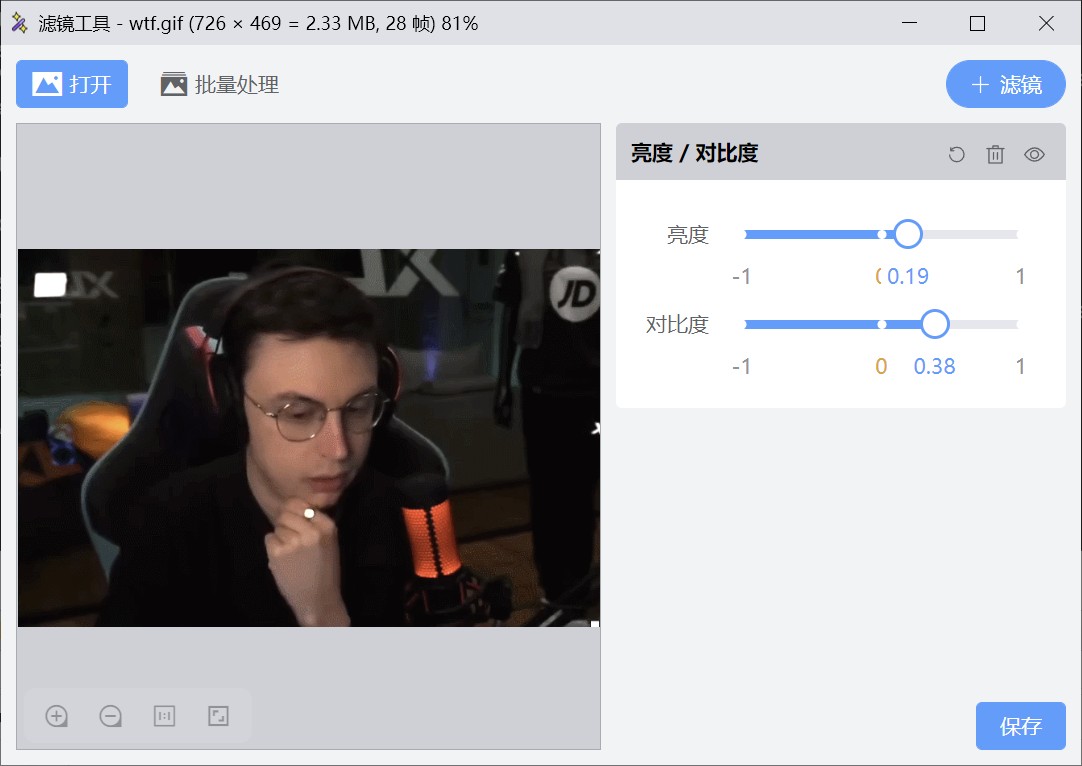 滤镜工具 - wtf.gif (726 × 469 = 2.33 MB, 28 帧) 81%
打开
批量处理
滤镜
亮度 / 对比度
亮度
-1 0.19 1
对比度
-1 0 0.38 1
JD
1:1
保存